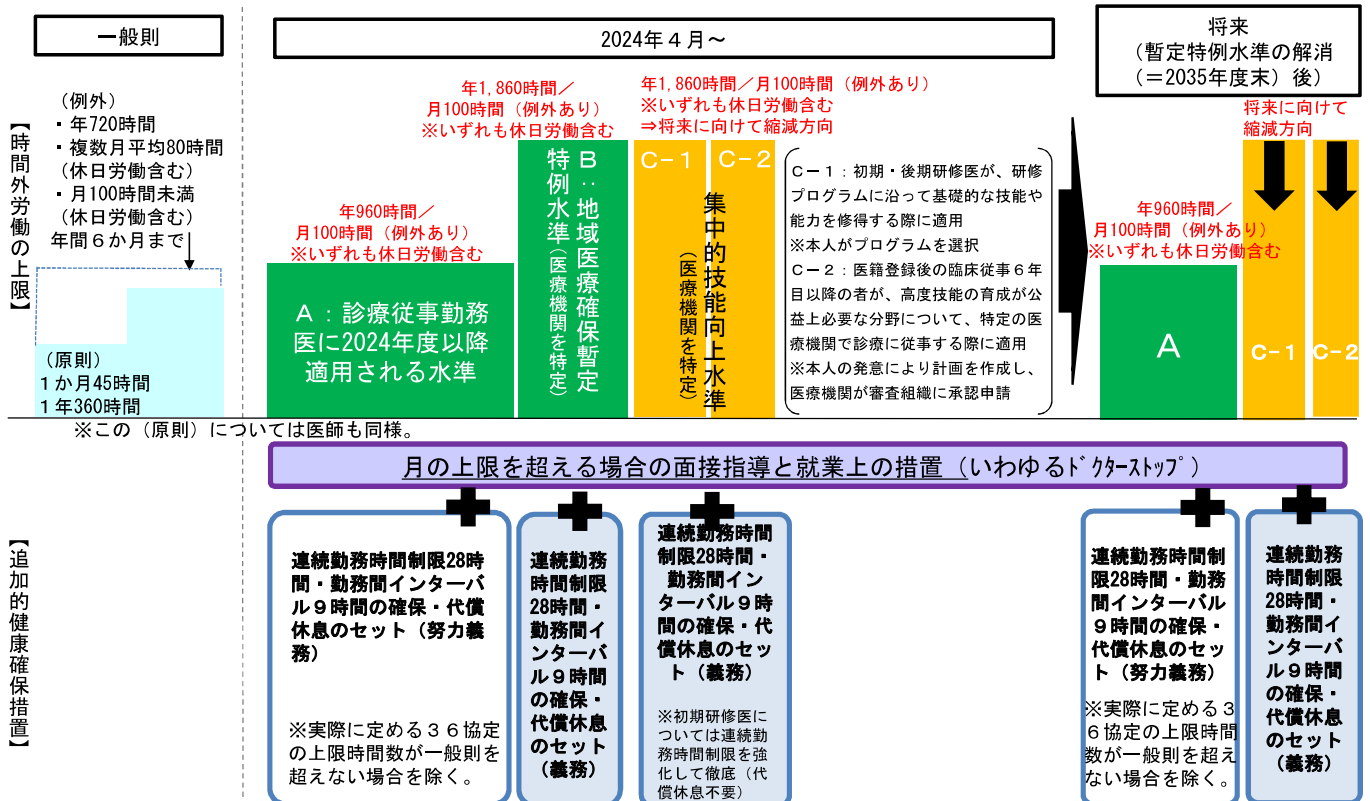 一般則
2024年４月～
将来
（暫定特例水準の解消
（＝2035年度末）後）
【時間外労働の上限】
（例外）
・年720時間
・複数月平均80時間
（休日労働含む）
・月100時間未満
（休日労働含む）
年間６か月まで
（原則）
１か月45時間
１年360時間
※この（原則）については医師も同様。
年960時間／
月100時間（例外あり）
※いずれも休日労働含む
Ａ：診療従事勤務
医に2024年度以降
適用される水準
年1,860時間／
月100時間（例外あり）
※いずれも休日労働含む
Ｂ：地域医療確保暫定
特例水準（医療機関を特定）
年1,860時間／月100時間（例外あり）
※いずれも休日労働含む
⇒将来に向けて縮減方向
Ｃ－１
Ｃ－２
集中的技能向上水準
（医療機関を特定）
Ｃ－１：初期・後期研修医が、研修
プログラムに沿って基礎的な技能や
能力を修得する際に適用
※本人がプログラムを選択
Ｃ－２：医籍登録後の臨床従事６年
目以降の者が、高度技能の育成が公
益上必要な分野について、特定の医
療機関で診療に従事する際に適用
※本人の発意により計画を作成し、
医療機関が審査組織に承認申請
年960時間／
月100時間（例外あり）
※いずれも休日労働含む
Ａ
将来に向けて
縮減方向
Ｃ－１
Ｃ－２
月の上限を超える場合の面接指導と就業上の措置（いわゆるﾄﾞｸﾀｰｽﾄｯﾌﾟ）
【追加的健康確保措置】
連続勤務時間制限28時
間・勤務間インターバ
ル９時間の確保・代償
休息のセット（努力義
務）
※実際に定める３６協定
の上限時間数が一般則を
超えない場合を除く。
連続勤務
時間制限
28時間・
勤務間イ
ンターバ
ル９時間
の確保・
代償休息
のセット
（義務）
連続勤務時間
制限28時間・
勤務間イン
ターバル９時
間の確保・代
償休息のセッ
ト（義務）
※初期研修医に
ついては連続勤
務時間制限を強
化して徹底（代
償休息不要）
連続勤務時間制
限28時間・勤務
間インターバル
９時間の確保・
代償休息のセッ
ト（努力義務）
※実際に定める３
６協定の上限時間
数が一般則を超え
ない場合を除く。
連続勤務
時間制限
28時間・
勤務間イ
ンターバ
ル９時間
の確保・
代償休息
のセット
（義務）